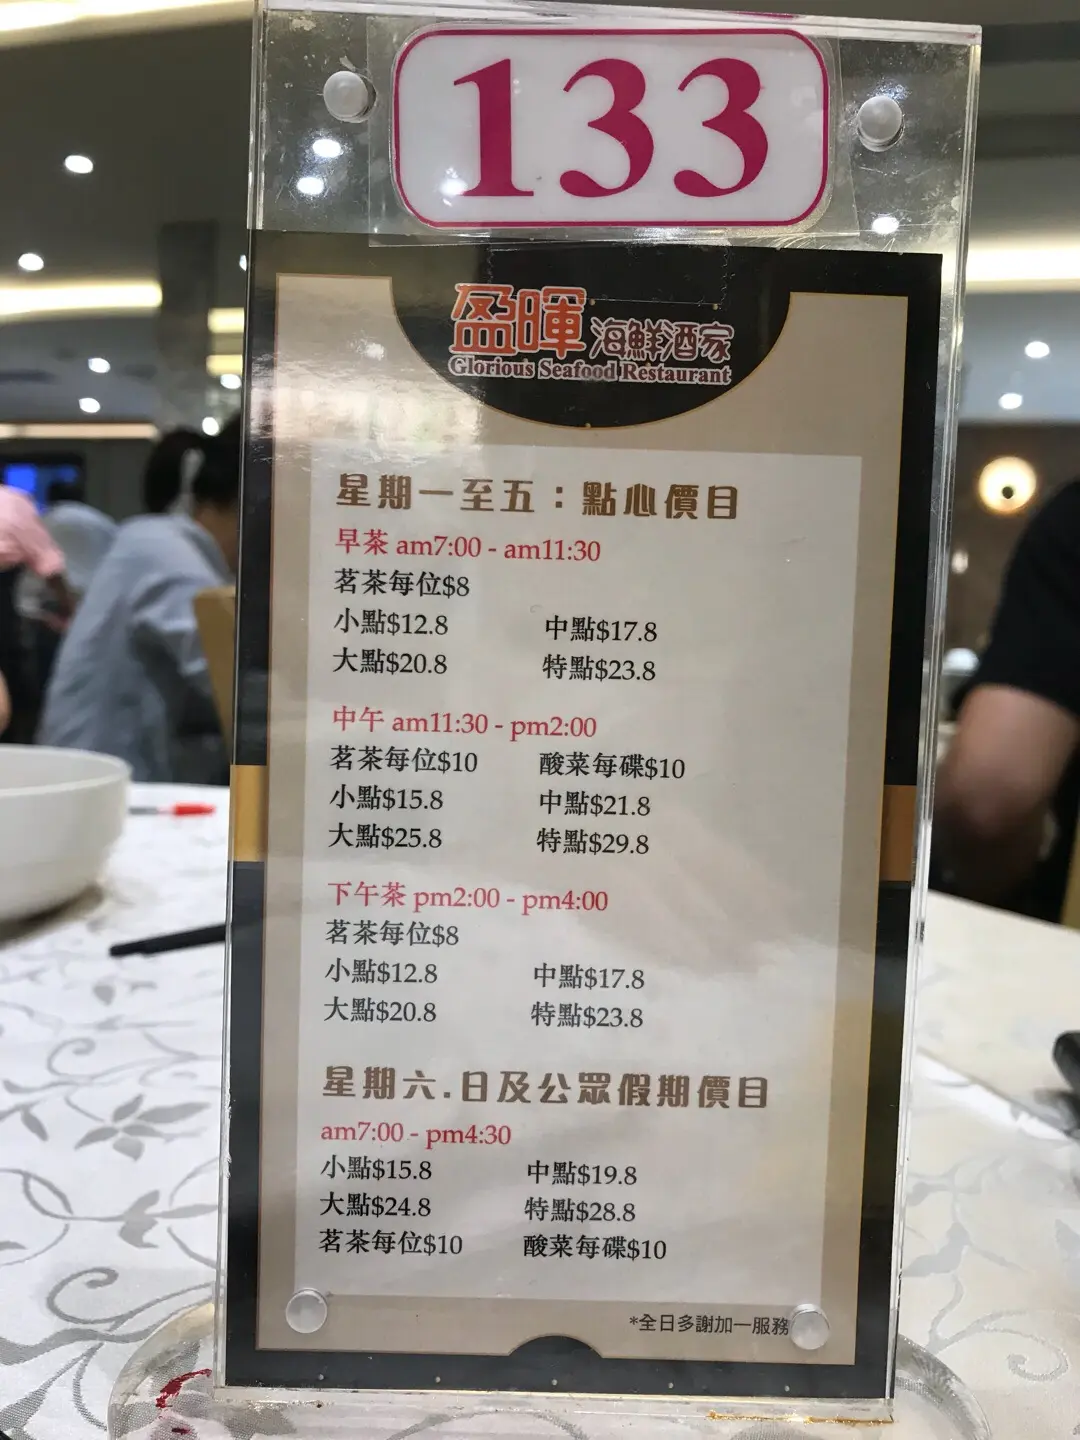 133
盈暉海鮮酒家
Glorious Seafood Restaurant
星期一至五：點心價目
早茶 am7:00 - am11:30
茗茶每位$8
小點$12.8 中點$17.8
大點$20.8 特點$23.8
中午 am11:30 - pm2:00
茗茶每位$10 酸菜每碟$10
小點$15.8 中點$21.8
大點$25.8 特點$29.8
下午茶 pm2:00 - pm4:00
茗茶每位$8
小點$12.8 中點$17.8
大點$20.8 特點$23.8
星期六.日及公眾假期價目
am7:00 - pm4:30
小點$15.8 中點$19.8
大點$24.8 特點$28.8
茗茶每位$10 酸菜每碟$10
*全日多謝加一服務